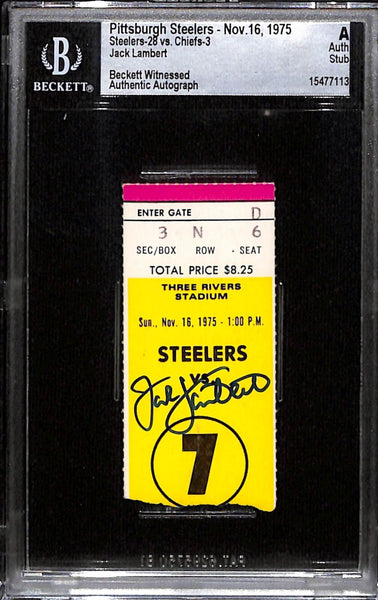 BECKETT®
Pittsburgh Steelers - Nov.16, 1975
Steelers-28 vs. Chiefs-3
Jack Lambert
Beckett Witnessed
Authentic Autograph
A
Auth
Stub
15477113
ENTER GATE D
3 N 6
SEC/BOX ROW - SEAT
TOTAL PRICE $8.25
THREE RIVERS
STADIUM
Sun., Nov. 16, 1975 - 1:00 P.M.
STEELERS
VS
Jack Lambert
7